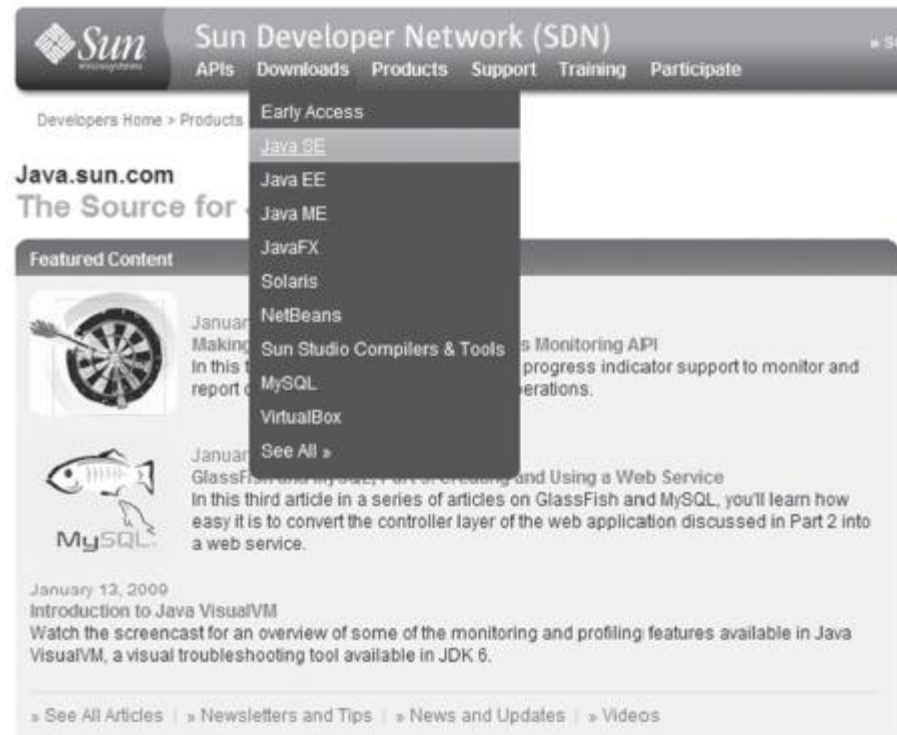 Sun
microsystems
Sun Developer Network (SDN)
APIs Downloads Products Support Training Participate
Developers Home > Products
Early Access
Java SE
Java EE
Java ME
JavaFX
Solaris
NetBeans
Sun Studio Compilers & Tools
MySQL
VirtualBox
See All »
Java.sun.com
The Source for
Featured Content
Making s Monitoring API
In this progress indicator support to monitor and
report
GlassFish and Using a Web Service
In this third article in a series of articles on GlassFish and MySQL, you'll learn how
easy it is to convert the controller layer of the web application discussed in Part 2 into
a web service.
MySQL
January 13, 2009
Introduction to Java VisualVM
Watch the screencast for an overview of some of the monitoring and profiling features available in Java
VisualVM, a visual troubleshooting tool available in JDK 6.
» See All Articles | » Newsletters and Tips | » News and Updates | » Videos